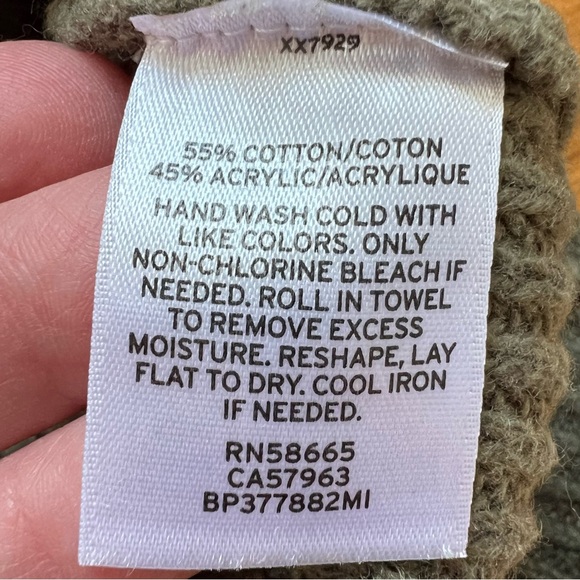 XX7929
55% COTTON/COTON
45% ACRYLIC/ACRYLIQUE
HAND WASH COLD WITH
LIKE COLORS. ONLY
NON-CHLORINE BLEACH IF
NEEDED. ROLL IN TOWEL
TO REMOVE EXCESS
MOISTURE. RESHAPE, LAY
FLAT TO DRY. COOL IRON
IF NEEDED.
RN58665
CA57963
BP377882MI